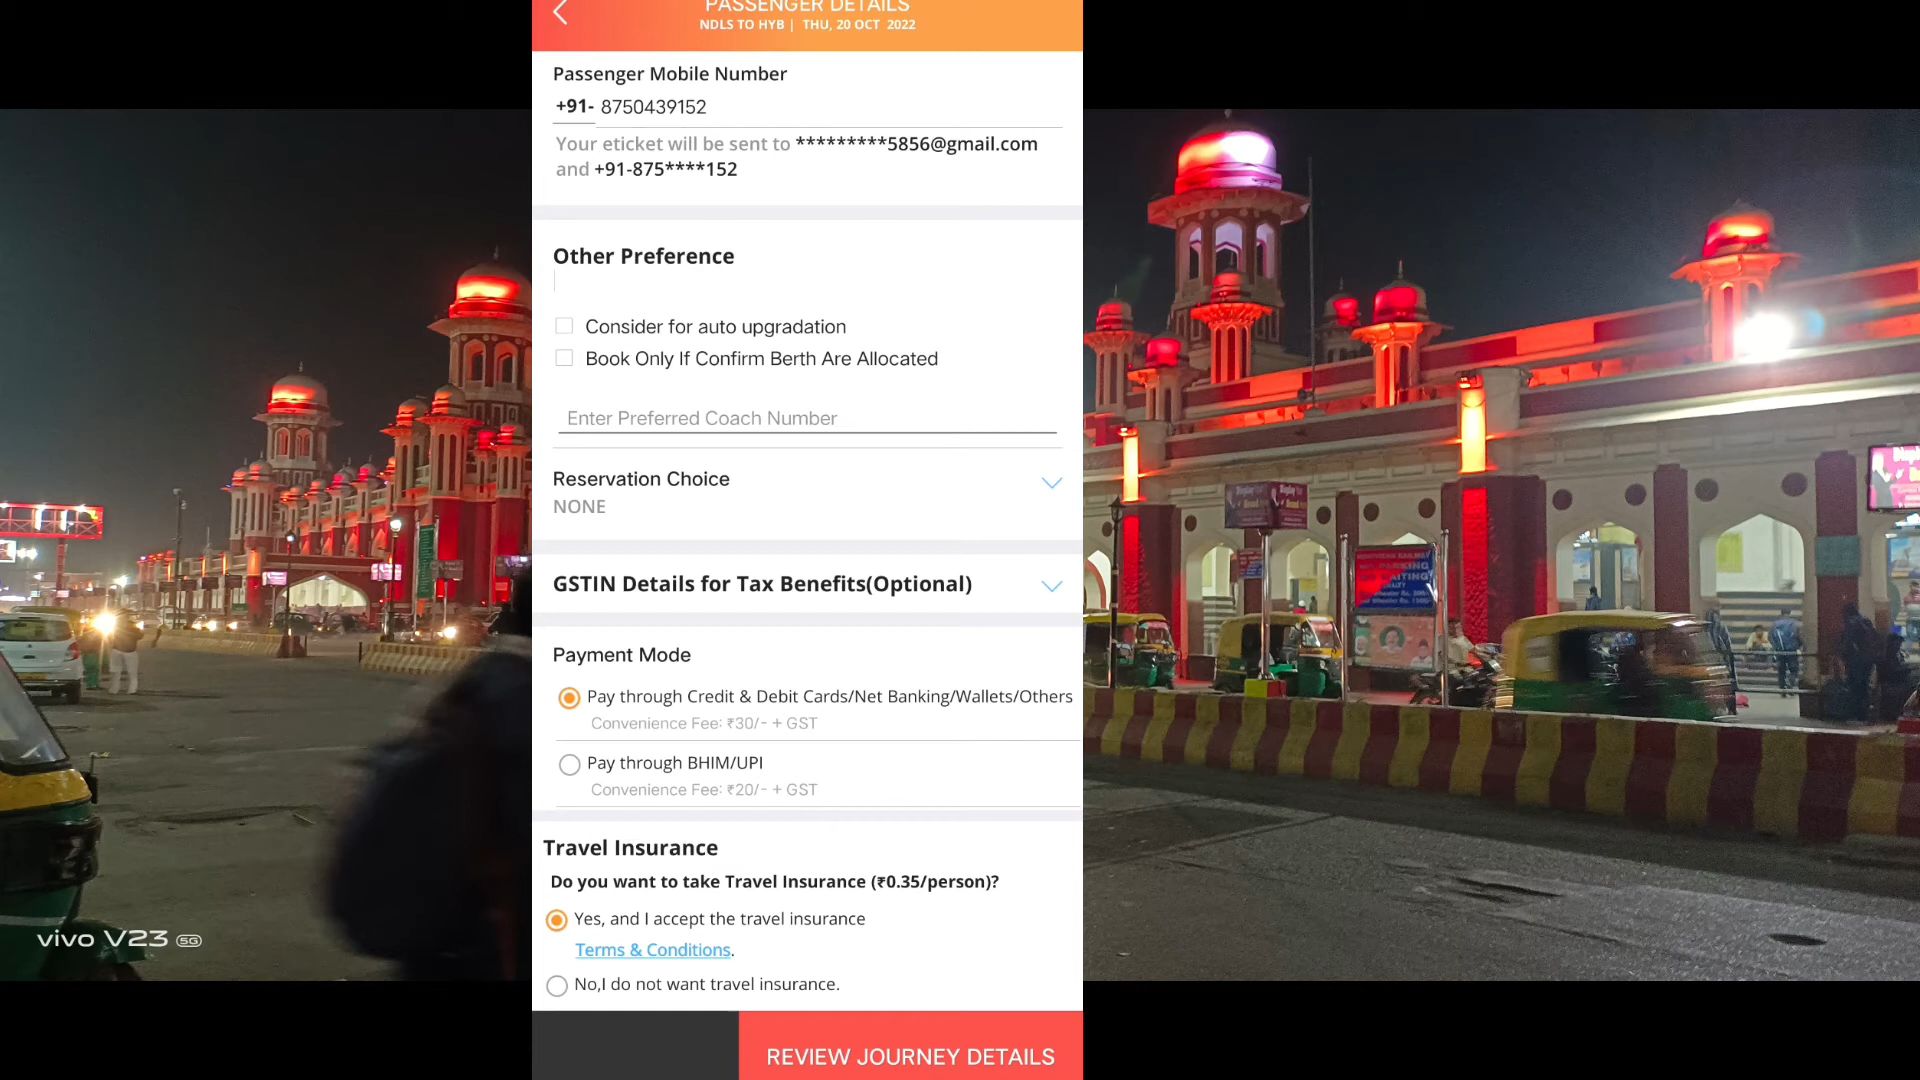 PASSENGER DETAILS
NDLS TO HYB | THU, 20 OCT 2022
Passenger Mobile Number
+91- 8750439152
Your eticket will be sent to *********5856@gmail.com
and +91-875****152
Other Preference
Consider for auto upgradation
Book Only If Confirm Berth Are Allocated
Enter Preferred Coach Number
Reservation Choice
NONE
GSTIN Details for Tax Benefits(Optional)
Payment Mode
Pay through Credit & Debit Cards/Net Banking/Wallets/Others
Convenience Fee: ₹30/- + GST
Pay through BHIM/UPI
Convenience Fee: ₹20/- + GST
Travel Insurance
Do you want to take Travel Insurance (₹0.35/person)?
Yes, and I accept the travel insurance
Terms & Conditions.
No,I do not want travel insurance.
REVIEW JOURNEY DETAILS
vivo V23 5G
NORTHERN RAILWAY
NO PARKING